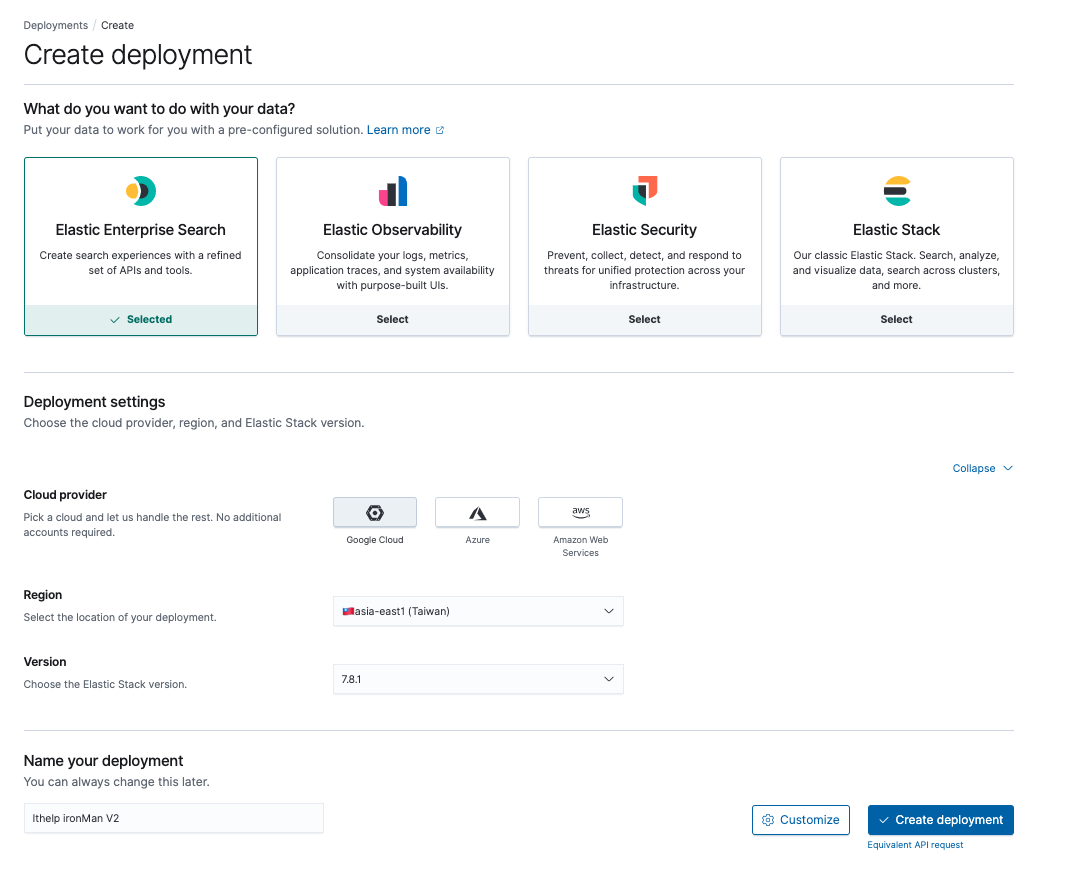 Deployments / Create
Create deployment
What do you want to do with your data?
Put your data to work for you with a pre-configured solution. Learn more
Elastic Enterprise Search
Create search experiences with a refined
set of APIs and tools.
Selected
Elastic Observability
Consolidate your logs, metrics,
application traces, and system availability
with purpose-built UIs.
Select
Elastic Security
Prevent, collect, detect, and respond to
threats for unified protection across your
infrastructure.
Select
Elastic Stack
Our classic Elastic Stack. Search, analyze,
and visualize data, search across clusters,
and more.
Select
Deployment settings
Choose the cloud provider, region, and Elastic Stack version.
Collapse
Cloud provider
Pick a cloud and let us handle the rest. No additional
accounts required.
Google Cloud
Azure
aws
Amazon Web
Services
Region
Select the location of your deployment.
asia-east1 (Taiwan)
Version
Choose the Elastic Stack version.
7.8.1
Name your deployment
You can always change this later.
Ithelp ironMan V2
Customize
Create deployment
Equivalent API request